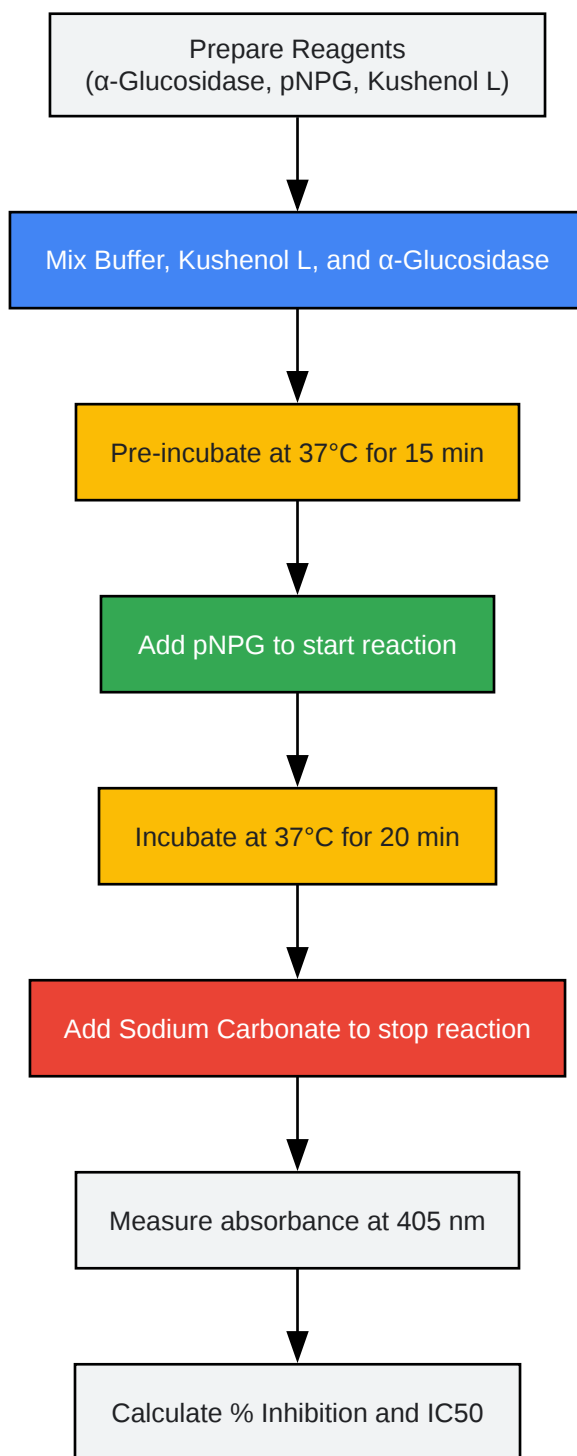 Prepare Reagents
(α-Glucosidase, pNPG, Kushenol L)
Mix Buffer, Kushenol L, and α-Glucosidase
Pre-incubate at 37°C for 15 min
Add pNPG to start reaction
Incubate at 37°C for 20 min
Add Sodium Carbonate to stop reaction
Measure absorbance at 405 nm
Calculate % Inhibition and IC50